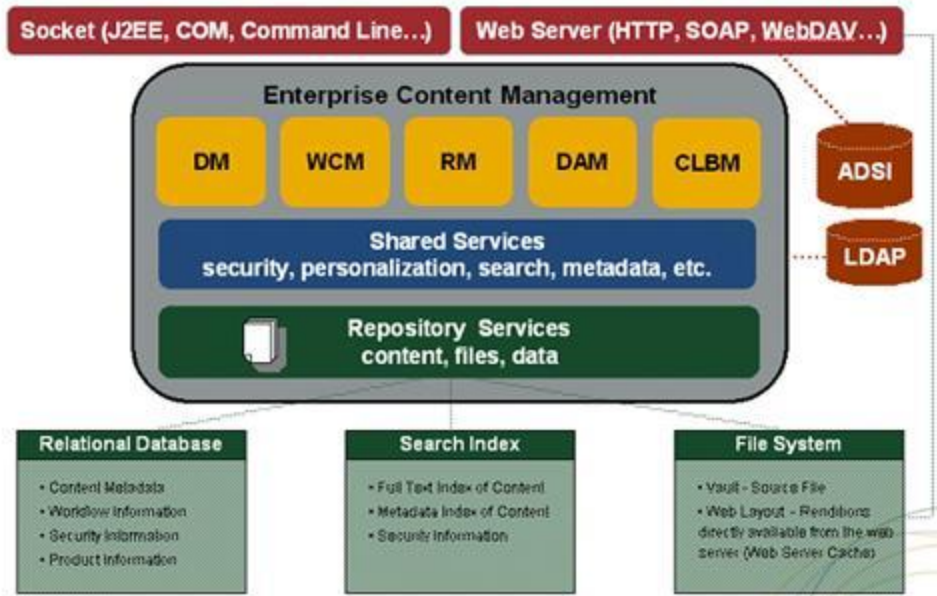 Socket (J2EE, COM, Command Line…)
Web Server (HTTP, SOAP, WebDAV…)
Enterprise Content Management
DM
WCM
RM
DAM
CLBM
ADSI
Shared Services
security, personalization, search, metadata, etc.
LDAP
Repository Services
content, files, data
Relational Database
• Content Metadata
• Workflow Information
• Security Information
• Product Information
Search Index
• Full Text Index of Content
• Metadata Index of Content
• Security Information
File System
• Vault - Source File
• Web Layout - Renditions
directly available from the web
server (Web Server Cache)